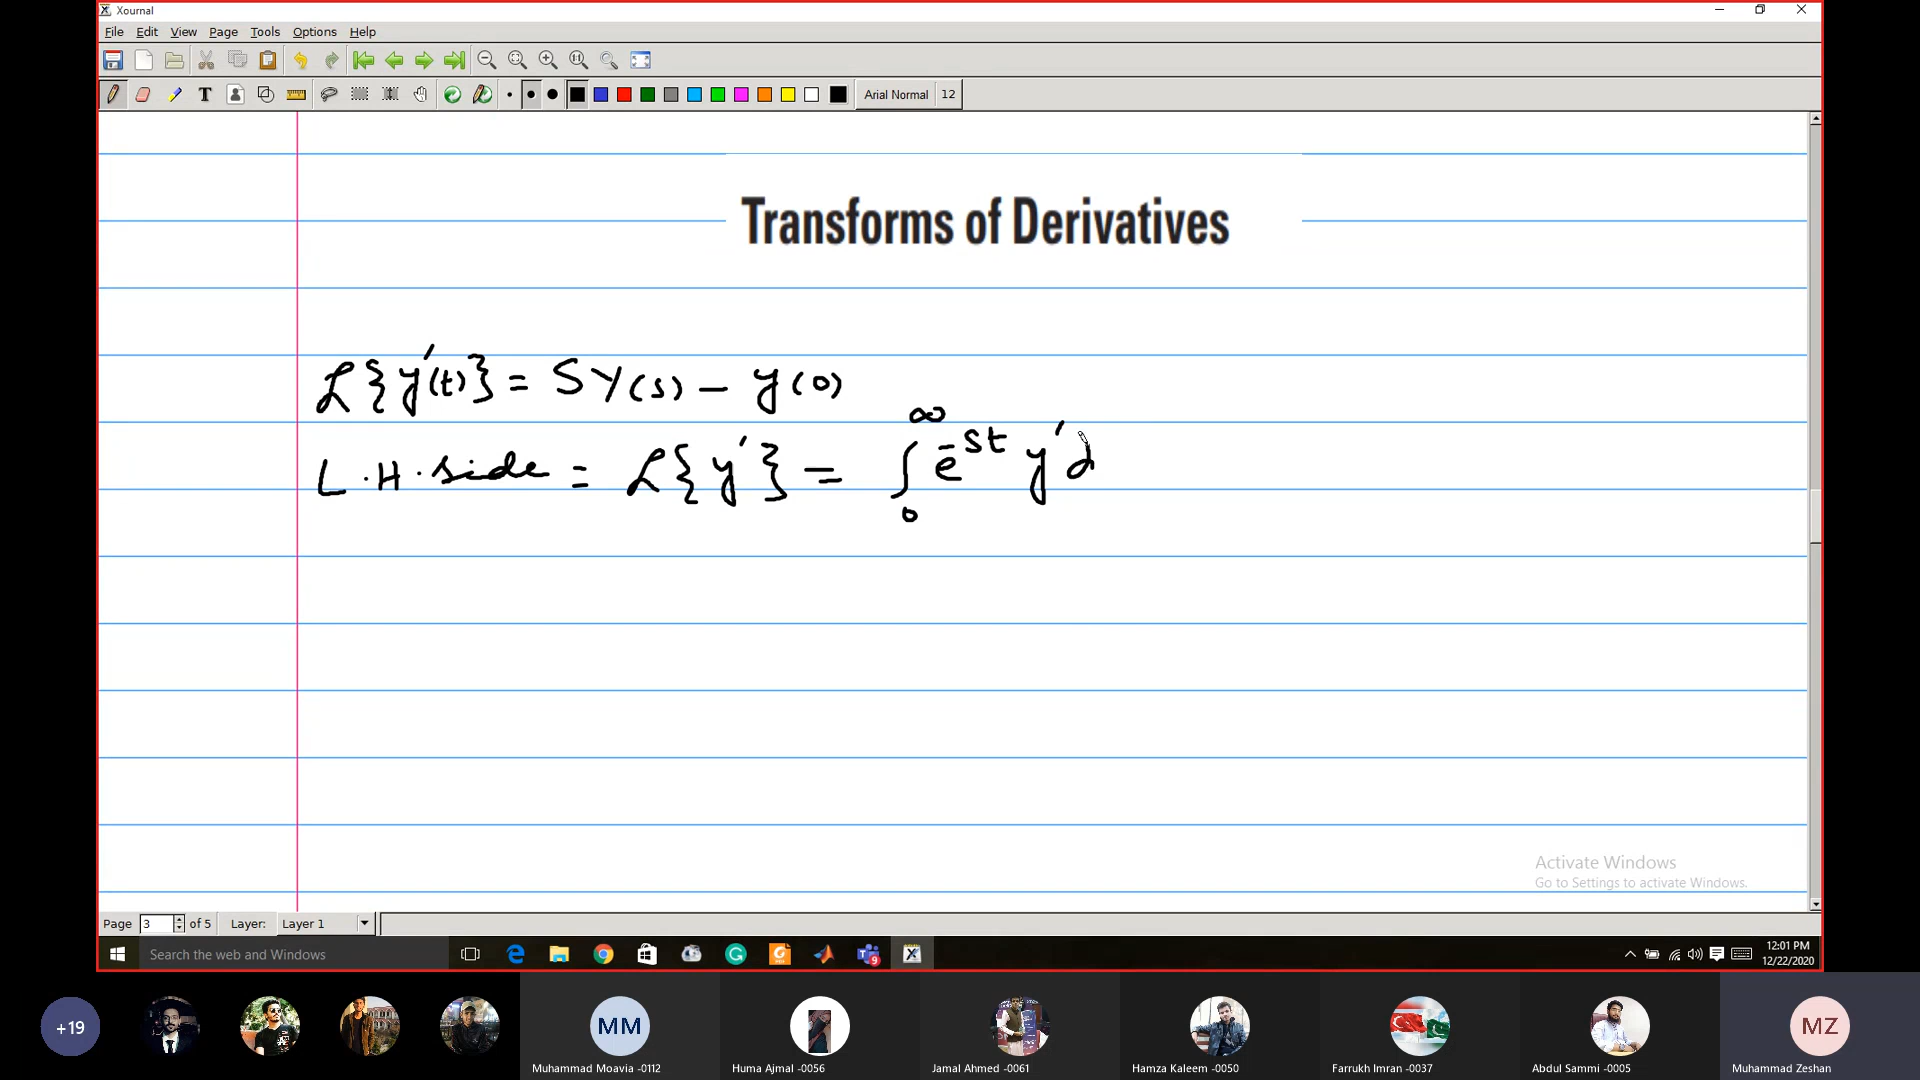 Xournal
File Edit View Page Tools Options Help
T Arial Normal 12
Transforms of Derivatives
ℒ{y′(t)} = SY(s) − y(0)
L.H.side = ℒ{y′} = ∫₀^∞ e^-st y′d
Activate Windows
Go to Settings to activate Windows.
Page 3 of 5 Layer: Layer 1
Search the web and Windows
9
12:01 PM
12/22/2020
+19 MM MZ
Muhammad Moavia -0112 Huma Ajmal -0056 Jamal Ahmed -0061 Hamza Kaleem -0050 Farrukh Imran -0037 Abdul Sammi -0005 Muhammad Zeshan